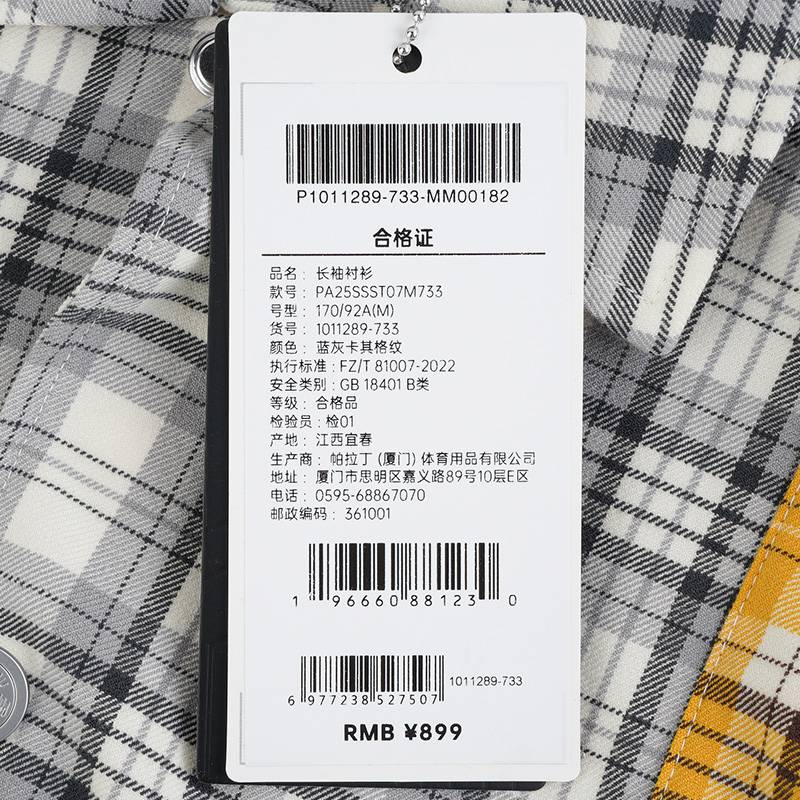 P1011289-733-MM00182
合格证
品名：长袖衬衫
款号：PA25SSST07M733
号型：170/92A(M)
货号：1011289-733
颜色：蓝灰卡其格纹
执行标准：FZ/T 81007-2022
安全类别：GB 18401 B类
等级：合格品
检验员：检01
产地：江西宜春
生产商：帕拉丁 (厦门) 体育用品有限公司
地址：厦门市思明区嘉义路89号10层E区
电话：0595-68867070
邮政编码：361001
1 96660 88123 0
1011289-733
6 977238 527507
RMB ¥899